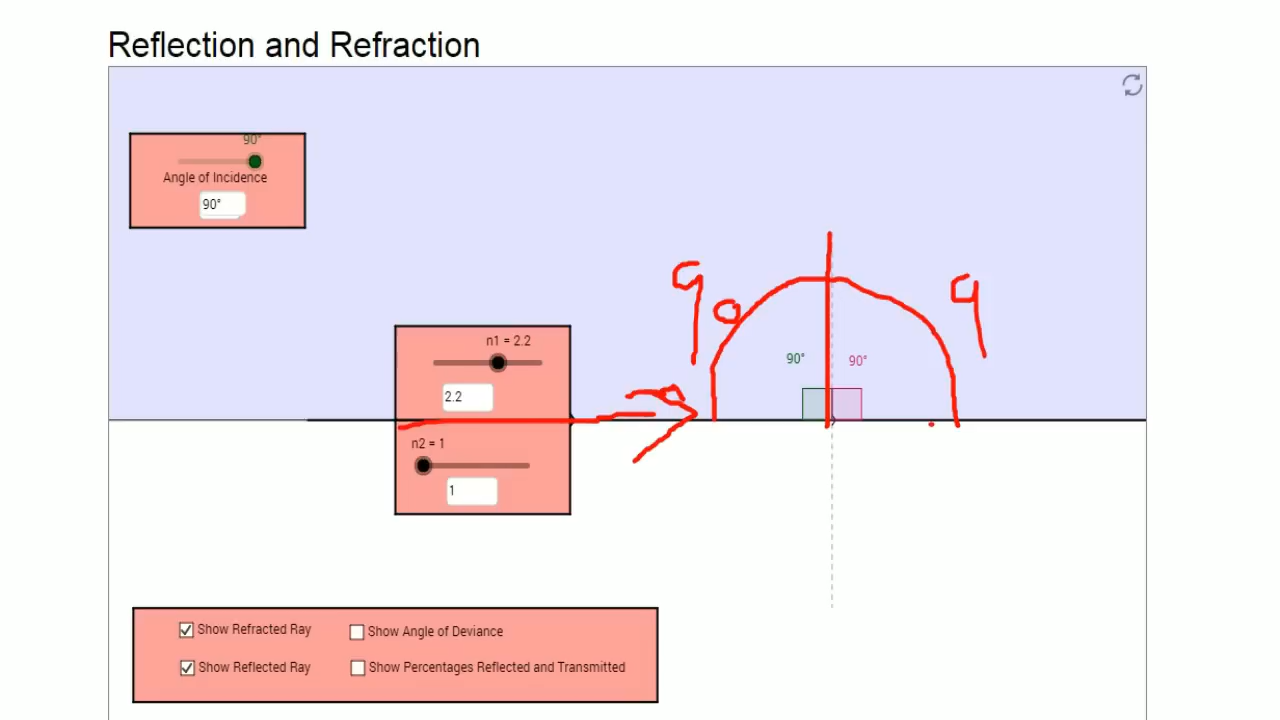 Reflection and Refraction
90°
Angle of Incidence
90°
n1 = 2.2
2.2
n2 = 1
1
90
9
90°
90°
Show Refracted Ray
Show Angle of Deviance
Show Reflected Ray
Show Percentages Reflected and Transmitted